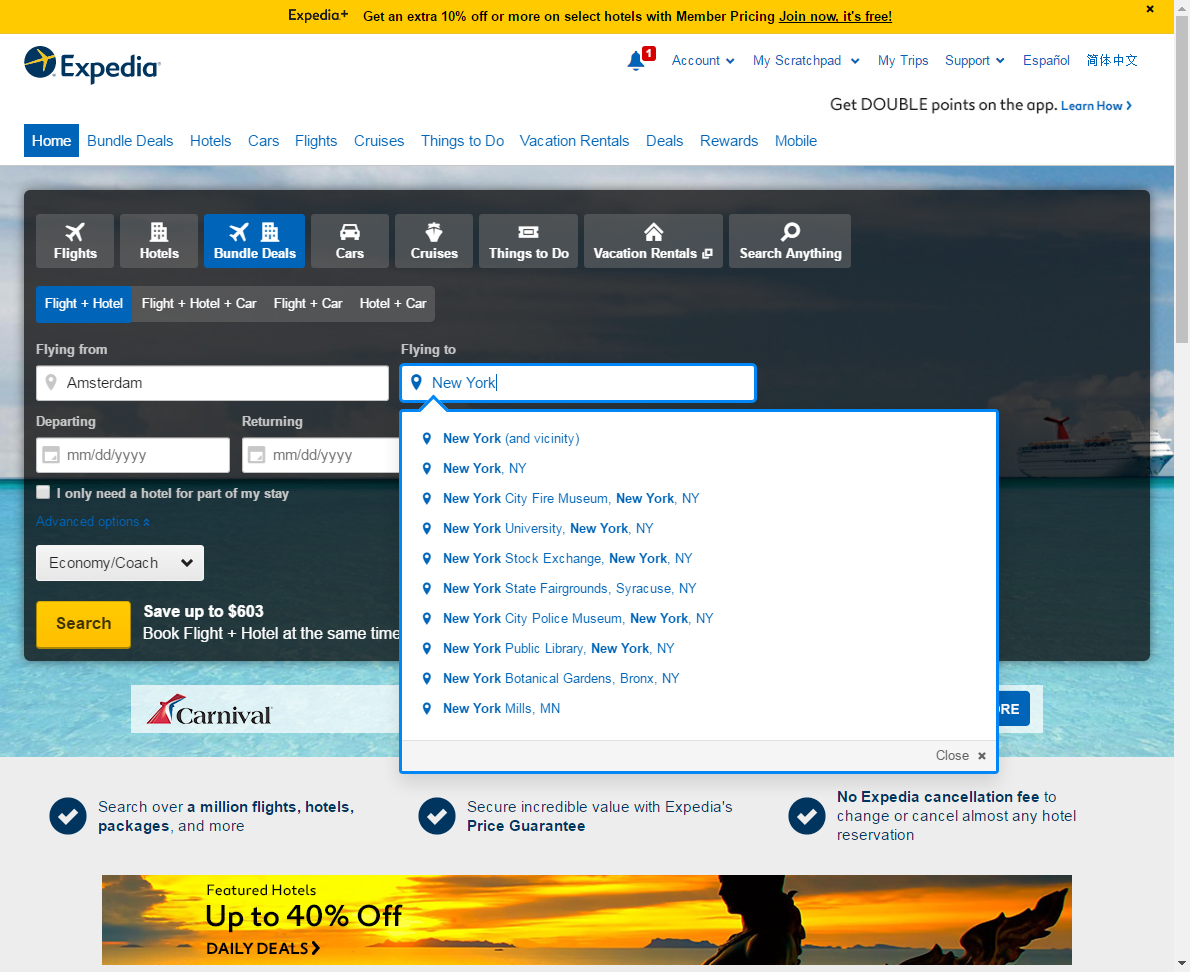 Expedia+ Get an extra 10% off or more on select hotels with Member Pricing Join now, it's free!
Expedia
1
Account My Scratchpad My Trips Support Español 简体中文
Get DOUBLE points on the app. Learn How
Home Bundle Deals Hotels Cars Flights Cruises Things to Do Vacation Rentals Deals Rewards Mobile
Flights Hotels Bundle Deals Cars Cruises Things to Do Vacation Rentals Search Anything
Flight + Hotel Flight + Hotel + Car Flight + Car Hotel + Car
Flying from Flying to
Amsterdam New York
Departing Returning
mm/dd/yyyy mm/dd/yyyy
I only need a hotel for part of my stay
Advanced options
Economy/Coach
Search
Save up to $603
Book Flight + Hotel at the same time
New York (and vicinity)
New York, NY
New York City Fire Museum, New York, NY
New York University, New York, NY
New York Stock Exchange, New York, NY
New York State Fairgrounds, Syracuse, NY
New York City Police Museum, New York, NY
New York Public Library, New York, NY
New York Botanical Gardens, Bronx, NY
New York Mills, MN
Close
Carnival
Search over a million flights, hotels,
packages, and more
Secure incredible value with Expedia's
Price Guarantee
No Expedia cancellation fee to
change or cancel almost any hotel
reservation
Featured Hotels
Up to 40% Off
DAILY DEALS